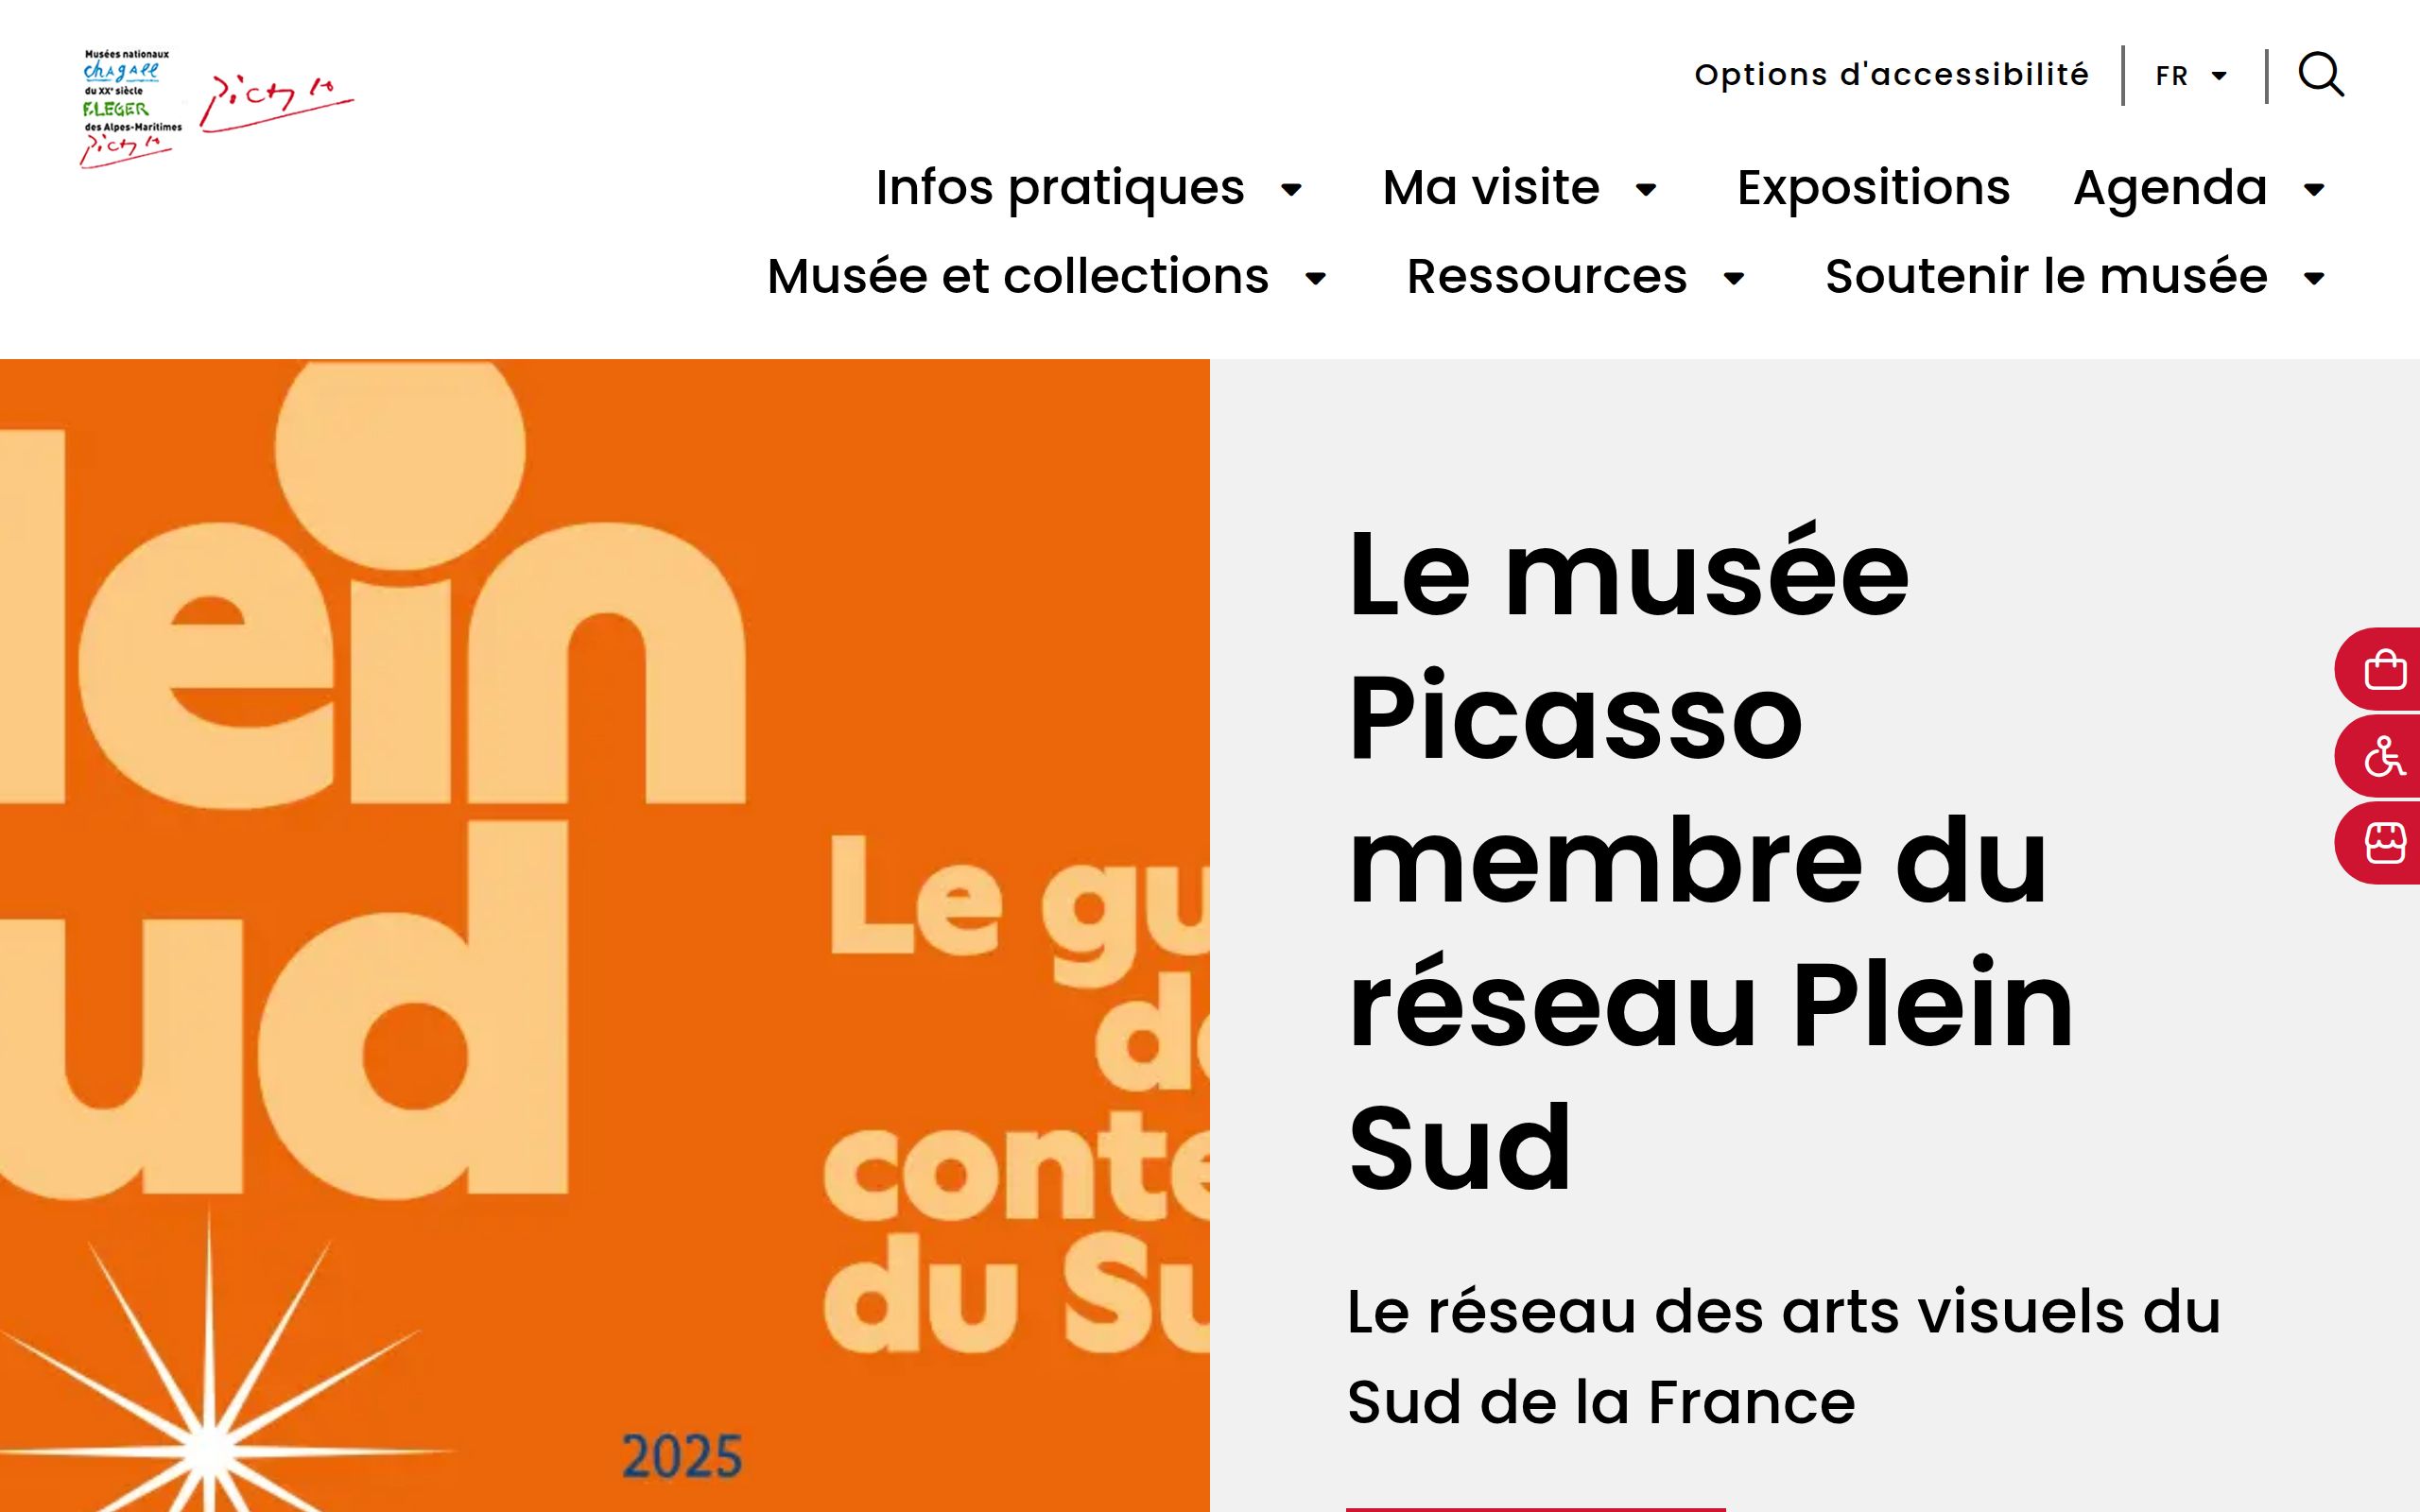 Musées nationaux
chagall
du XXe siècle
F.LEGER
des Alpes-Maritimes
Picasso
Picasso
Options d'accessibilité
FR
Infos pratiques
Ma visite
Expositions
Agenda
Musée et collections
Ressources
Soutenir le musée
lein
ud
Le gu
de
conte
du Su
2025
Le musée
Picasso
membre du
réseau Plein
Sud
Le réseau des arts visuels du
Sud de la France